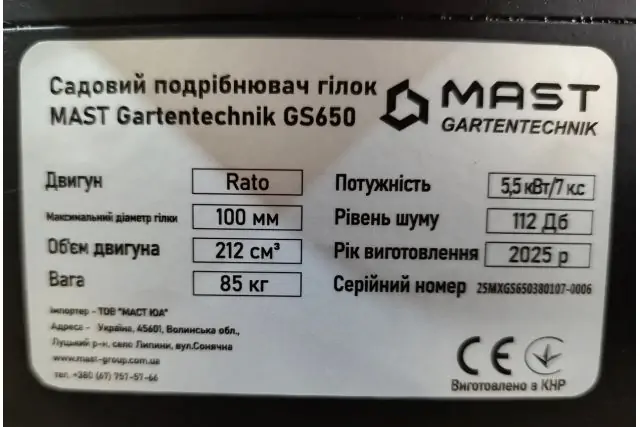 Садовий подрібнювач гілок
MAST Gartentechnik GS650
MAST
GARTENTECHNIK
Двигун Rato
Максимальний діаметр гілки 100 мм
Об'єм двигуна 212 см³
Вага 85 кг
Потужність 5,5 кВт/7 к.с
Рівень шуму 112 Дб
Рік виготовлення 2025 р
Серійний номер 25MXGS650380107-0006
Імпортер - ТОВ "МАСТ ЮА"
Адреса - Україна, 45601, Волинська обл.,
Луцький р-н, село Липини, вул.Сонячна
www.mast-group.com.ua
тел. +380 (67) 757-57-66
CE
Виготовлено в КНР